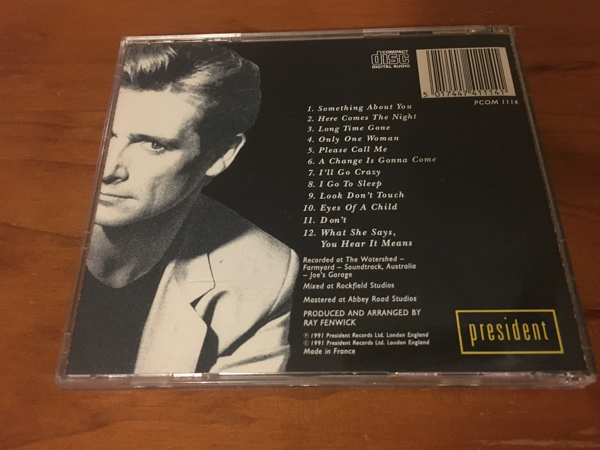 COMPACT
disc
DIGITAL AUDIO
5 017447 411141
PCOM 1114
1. Something About You
2. Here Comes The Night
3. Long Time Gone
4. Only One Woman
5. Please Call Me
6. A Change Is Gonna Come
7. I'll Go Crazy
8. I Go To Sleep
9. Look Don't Touch
10. Eyes Of A Child
11. Don't
12. What She Says,
You Hear It Means
Recorded at The Watershed –
Farmyard – Soundtrack, Australia
– Joe's Garage
Mixed at Rockfield Studios
Mastered at Abbey Road Studios
PRODUCED AND ARRANGED BY
RAY FENWICK
℗ 1991 President Records Ltd. London England
© 1991 President Records Ltd. London England
Made in France
president